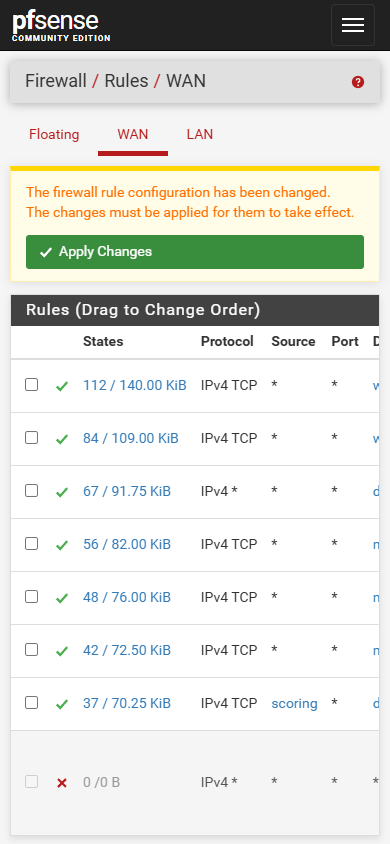 pfsense
COMMUNITY EDITION
Firewall / Rules / WAN
Floating WAN LAN
The firewall rule configuration has been changed.
The changes must be applied for them to take effect.
Apply Changes
Rules (Drag to Change Order)
States Protocol Source Port
112 / 140.00 KiB IPv4 TCP * *
84 / 109.00 KiB IPv4 TCP * *
67 / 91.75 KiB IPv4 * * *
56 / 82.00 KiB IPv4 TCP * *
48 / 76.00 KiB IPv4 TCP * *
42 / 72.50 KiB IPv4 TCP * *
37 / 70.25 KiB IPv4 TCP scoring *
0 /0 B IPv4 * * * *